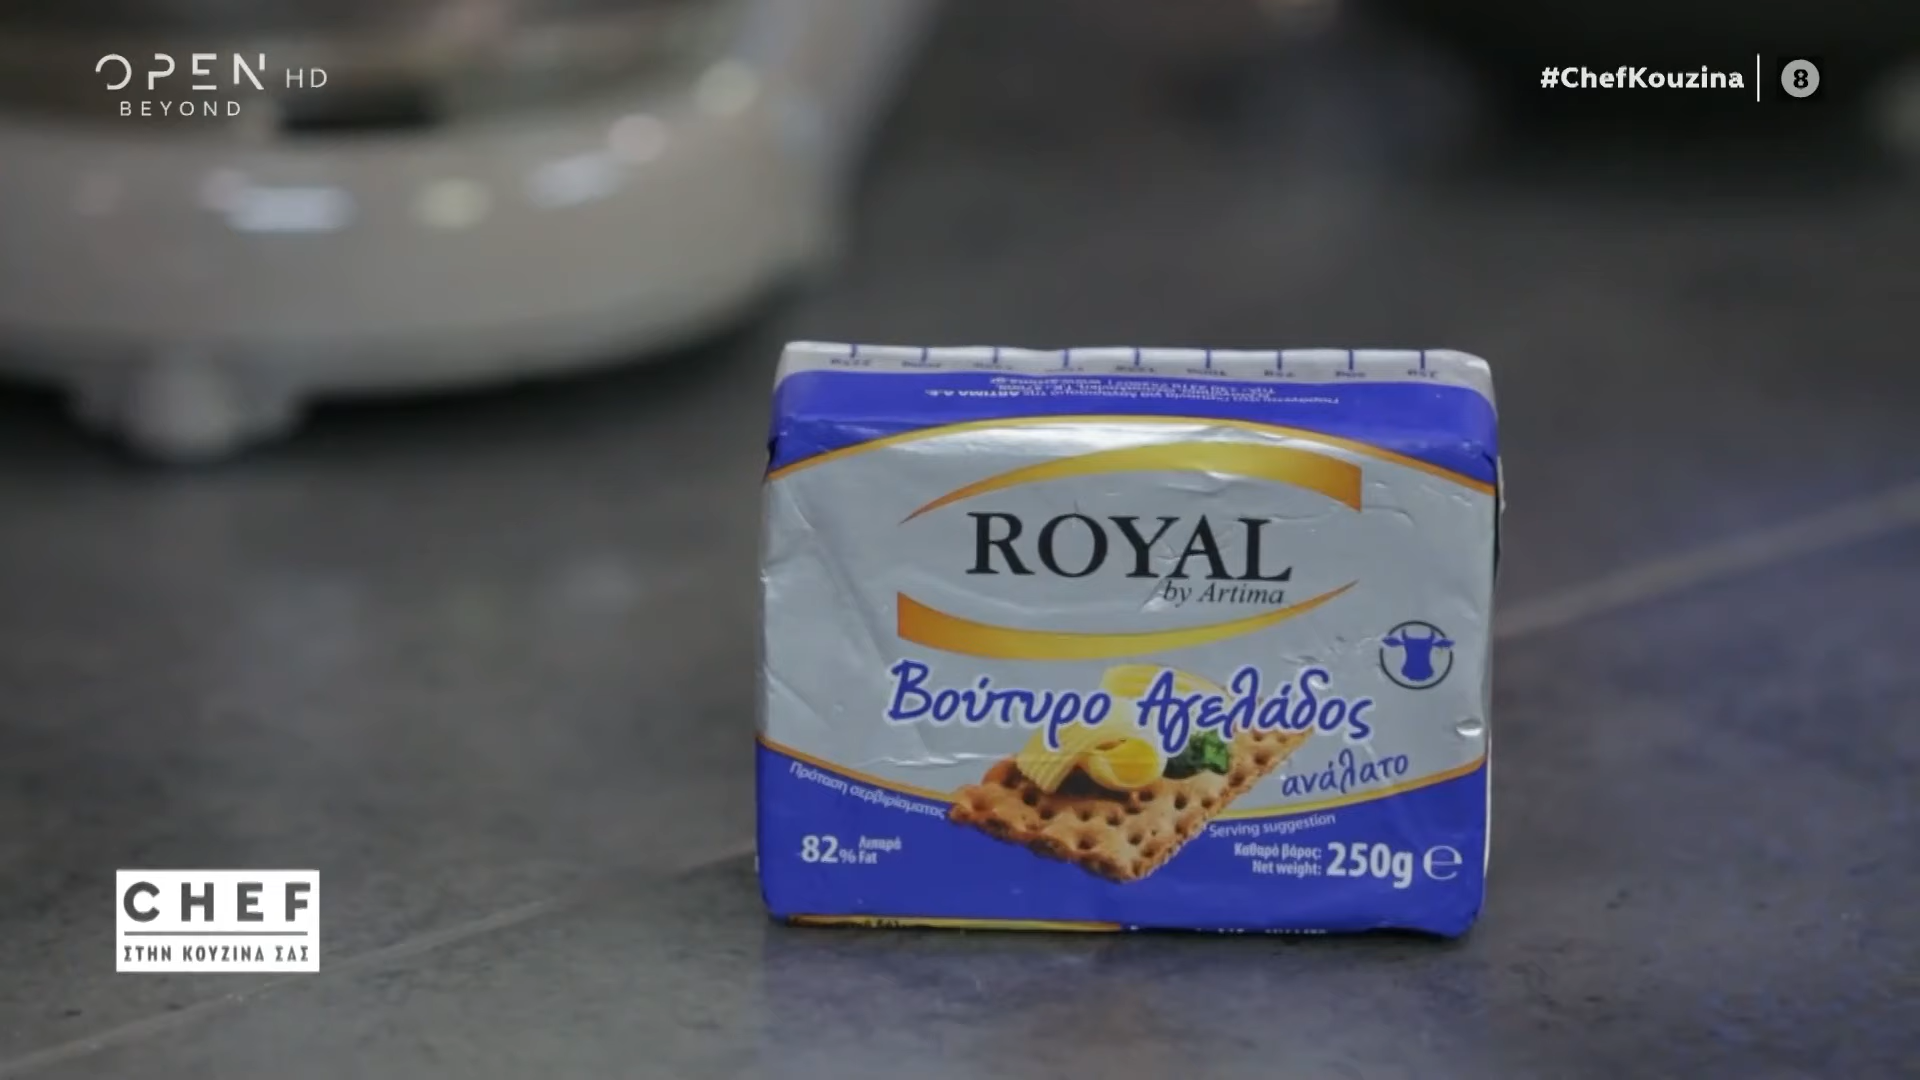 OPEN HD
BEYOND
#ChefKouzina
8
ROYAL
by Artima
Βούτυρο Αγελάδος
ανάλατο
Πρόταση σερβιρίσματος
Serving suggestion
82% Λιπαρά
Fat
Καθαρό βάρος:
Net weight: 250g e
CHEF
ΣΤΗΝ ΚΟΥΖΙΝΑ ΣΑΣ